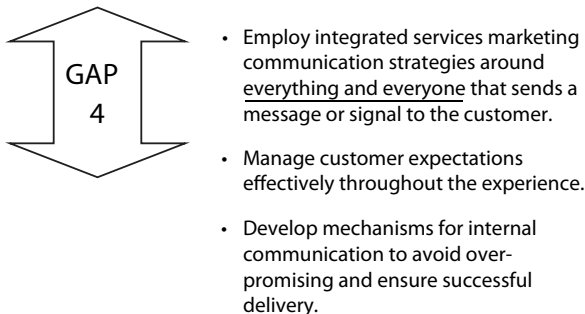 GAP
4
• Employ integrated services marketing
communication strategies around
everything and everyone that sends a
message or signal to the customer.
• Manage customer expectations
effectively throughout the experience.
• Develop mechanisms for internal
communication to avoid over-
promising and ensure successful
delivery.